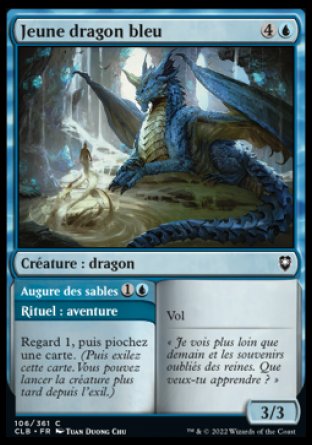 Jeune dragon bleu 4
Créature : dragon
Augure des sables 1
Rituel : aventure
Regard 1, puis piochez
une carte. (Puis exilez
cette carte. Vous pouvez
lancer la créature plus
tard depuis l'exil.)
Vol
« Je vois plus loin que
demain et les souvenirs
oubliés des reines. Que
veux-tu apprendre ? »
3/3
106/361 C
CLB • FR Tuan Duong Chu
™ & © 2022 Wizards of the Coast